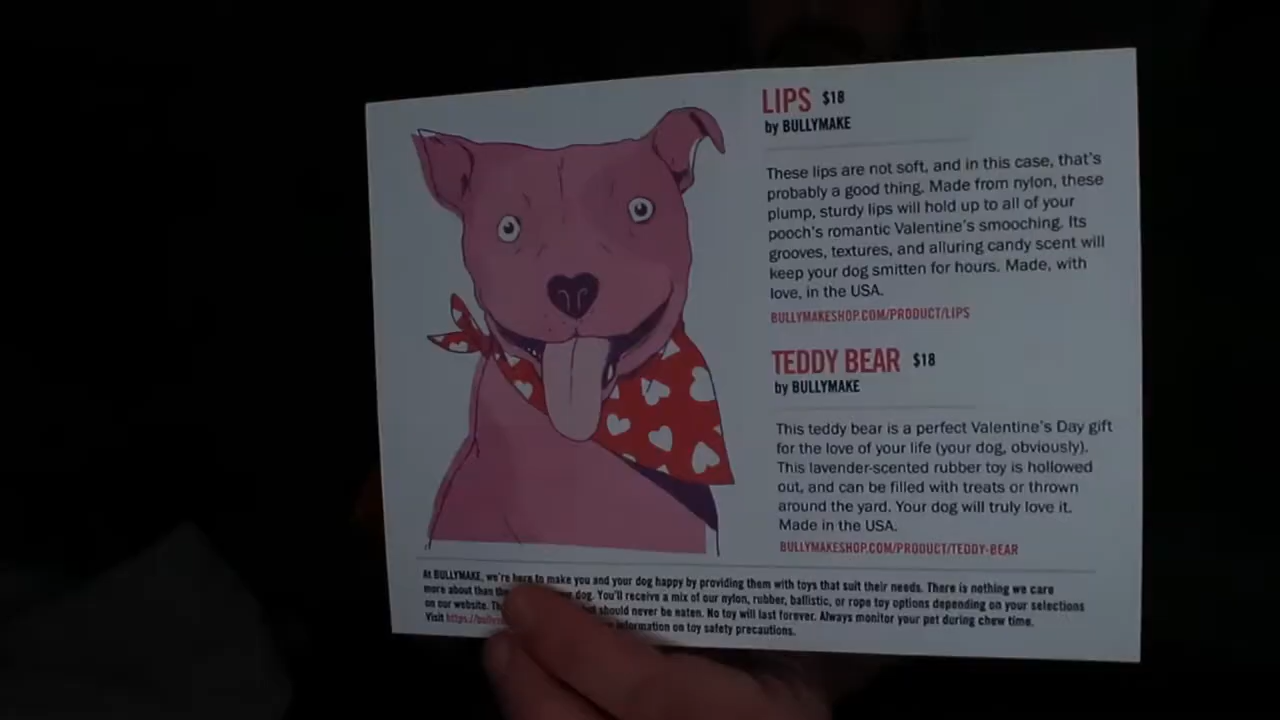 LIPS $18
by BULLYMAKE
These lips are not soft, and in this case, that's
probably a good thing. Made from nylon, these
plump, sturdy lips will hold up to all of your
pooch's romantic Valentine's smooching. Its
grooves, textures, and alluring candy scent will
keep your dog smitten for hours. Made, with
love, in the USA.
BULLYMAKESHOP.COM/PRODUCT/LIPS
TEDDY BEAR $18
by BULLYMAKE
This teddy bear is a perfect Valentine's Day gift
for the love of your life (your dog, obviously).
This lavender-scented rubber toy is hollowed
out, and can be filled with treats or thrown
around the yard. Your dog will truly love it.
Made in the USA.
BULLYMAKESHOP.COM/PRODUCT/TEDDY-BEAR
At BULLYMAKE, we're here to make you and your dog happy by providing them with toys that suit their needs. There is nothing we care
more about than the dog. You'll receive a mix of our nylon, rubber, ballistic, or rope toy options depending on your selections
on our website. should never be eaten. No toy will last forever. Always monitor your pet during chew time.
Visit information on toy safety precautions.